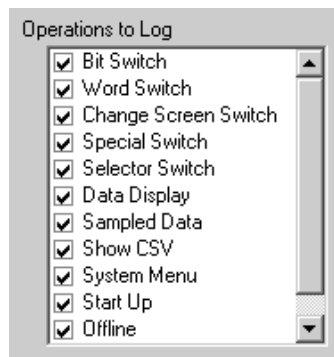 Operations to Log
Bit Switch
Word Switch
Change Screen Switch
Special Switch
Selector Switch
Data Display
Sampled Data
Show CSV
System Menu
Start Up
Offline